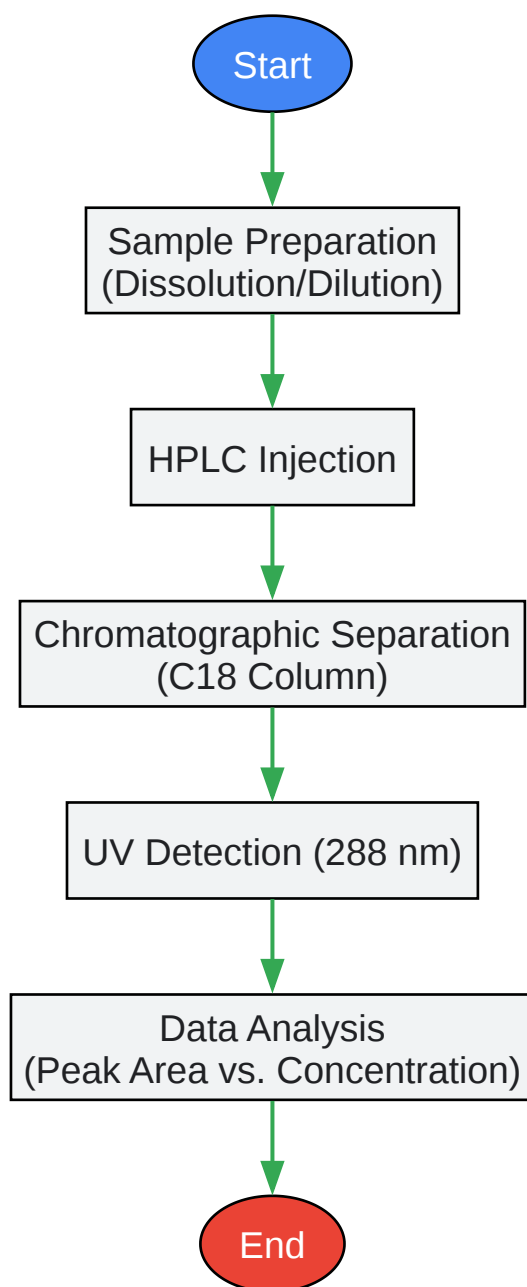 Start
Sample Preparation
(Dissolution/Dilution)
HPLC Injection
Chromatographic Separation
(C18 Column)
UV Detection (288 nm)
Data Analysis
(Peak Area vs. Concentration)
End